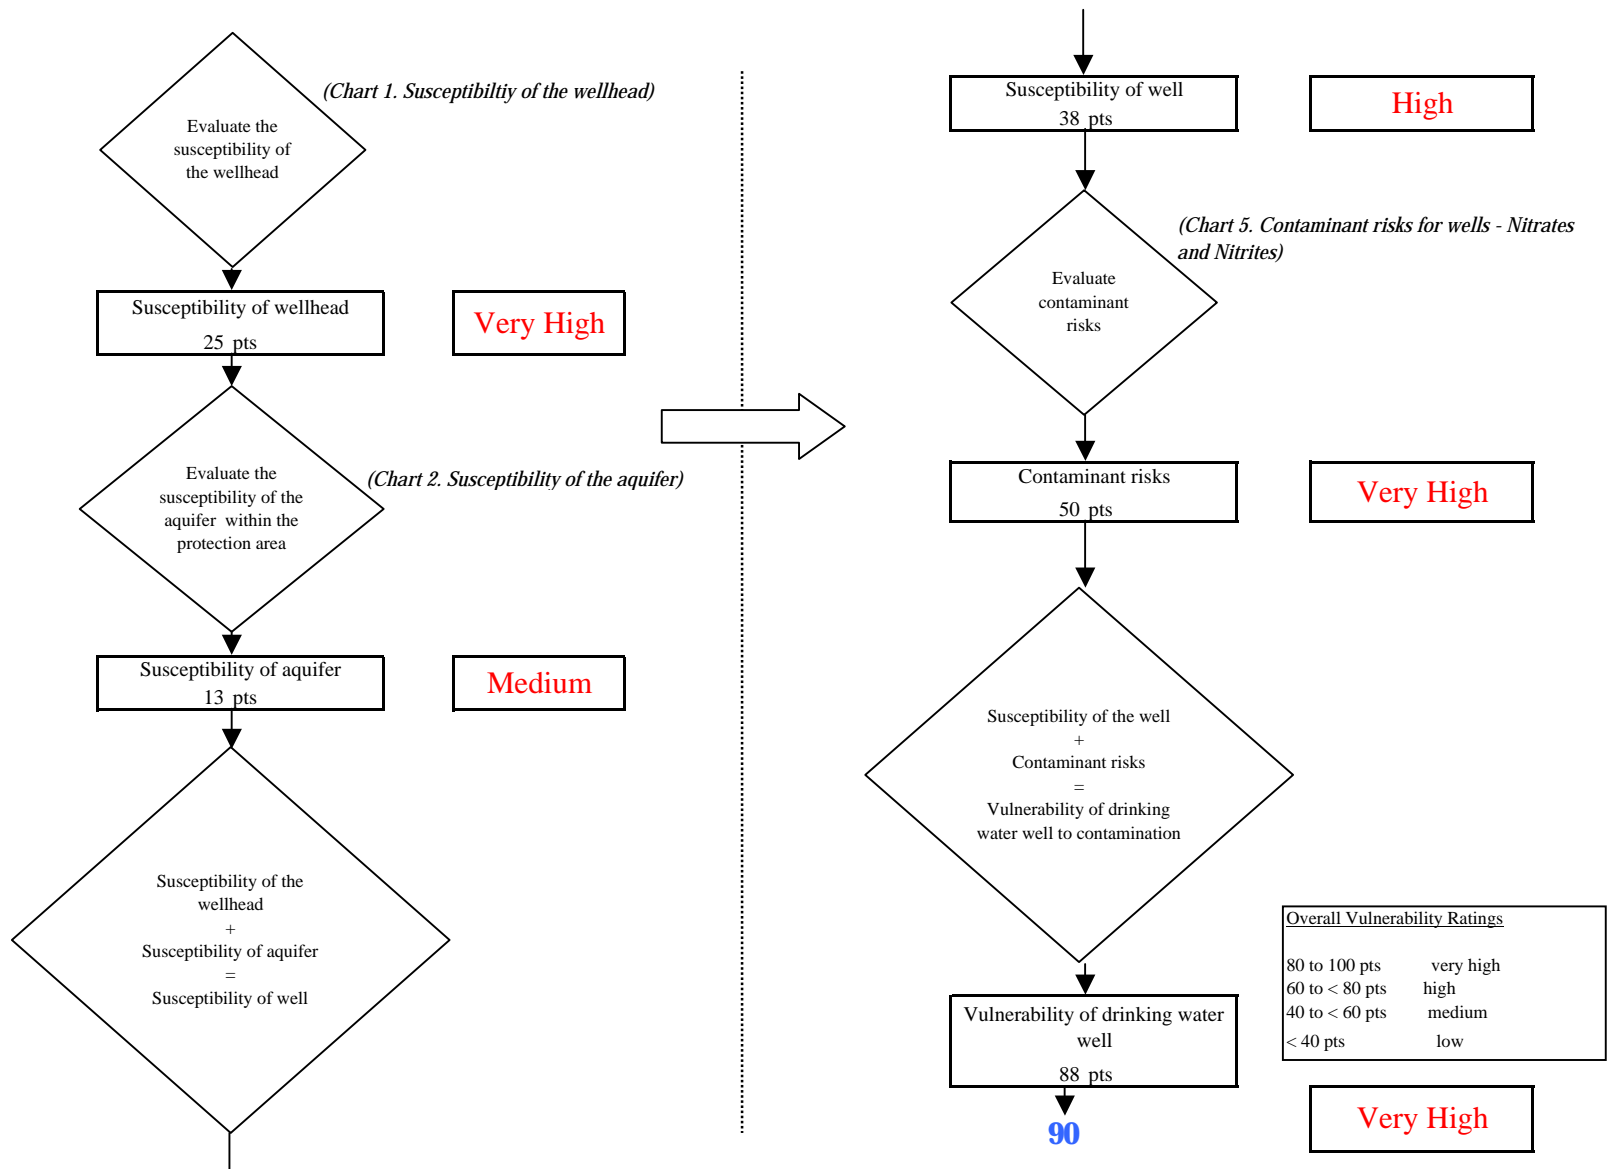 (Chart 1. Susceptibiltiy of the wellhead)
Evaluate the
susceptibility of
the wellhead
Susceptibility of wellhead
25 pts
Very High
Evaluate the
susceptibility of the
aquifer within the
protection area
(Chart 2. Susceptibility of the aquifer)
Susceptibility of aquifer
13 pts
Medium
Susceptibility of the
wellhead
+
Susceptibility of aquifer
=
Susceptibility of well
Susceptibility of well
38 pts
High
(Chart 5. Contaminant risks for wells - Nitrates
and Nitrites)
Evaluate
contaminant
risks
Contaminant risks
50 pts
Very High
Susceptibility of the well
+
Contaminant risks
=
Vulnerability of drinking
water well to contamination
Overall Vulnerability Ratings
80 to 100 pts very high
60 to < 80 pts high
40 to < 60 pts medium
< 40 pts low
Vulnerability of drinking water
well
88 pts
90
Very High